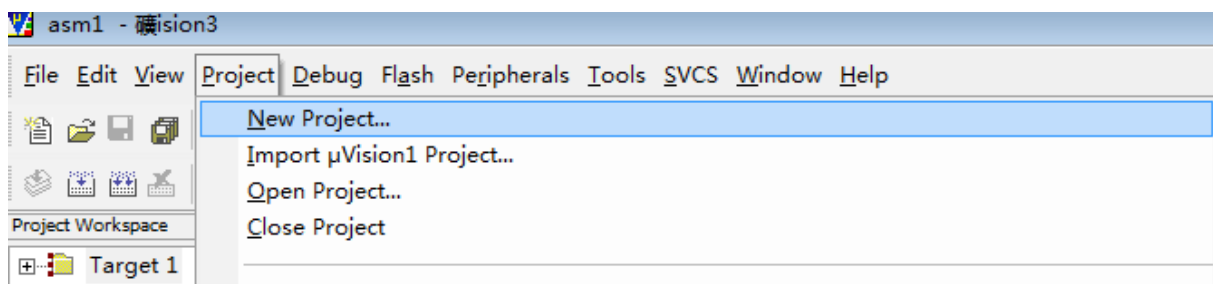 asm1 - 礦ision3
File Edit View Project Debug Flash Peripherals Tools SVCS Window Help
New Project...
Import µVision1 Project...
Open Project...
Close Project
Project Workspace
Target 1